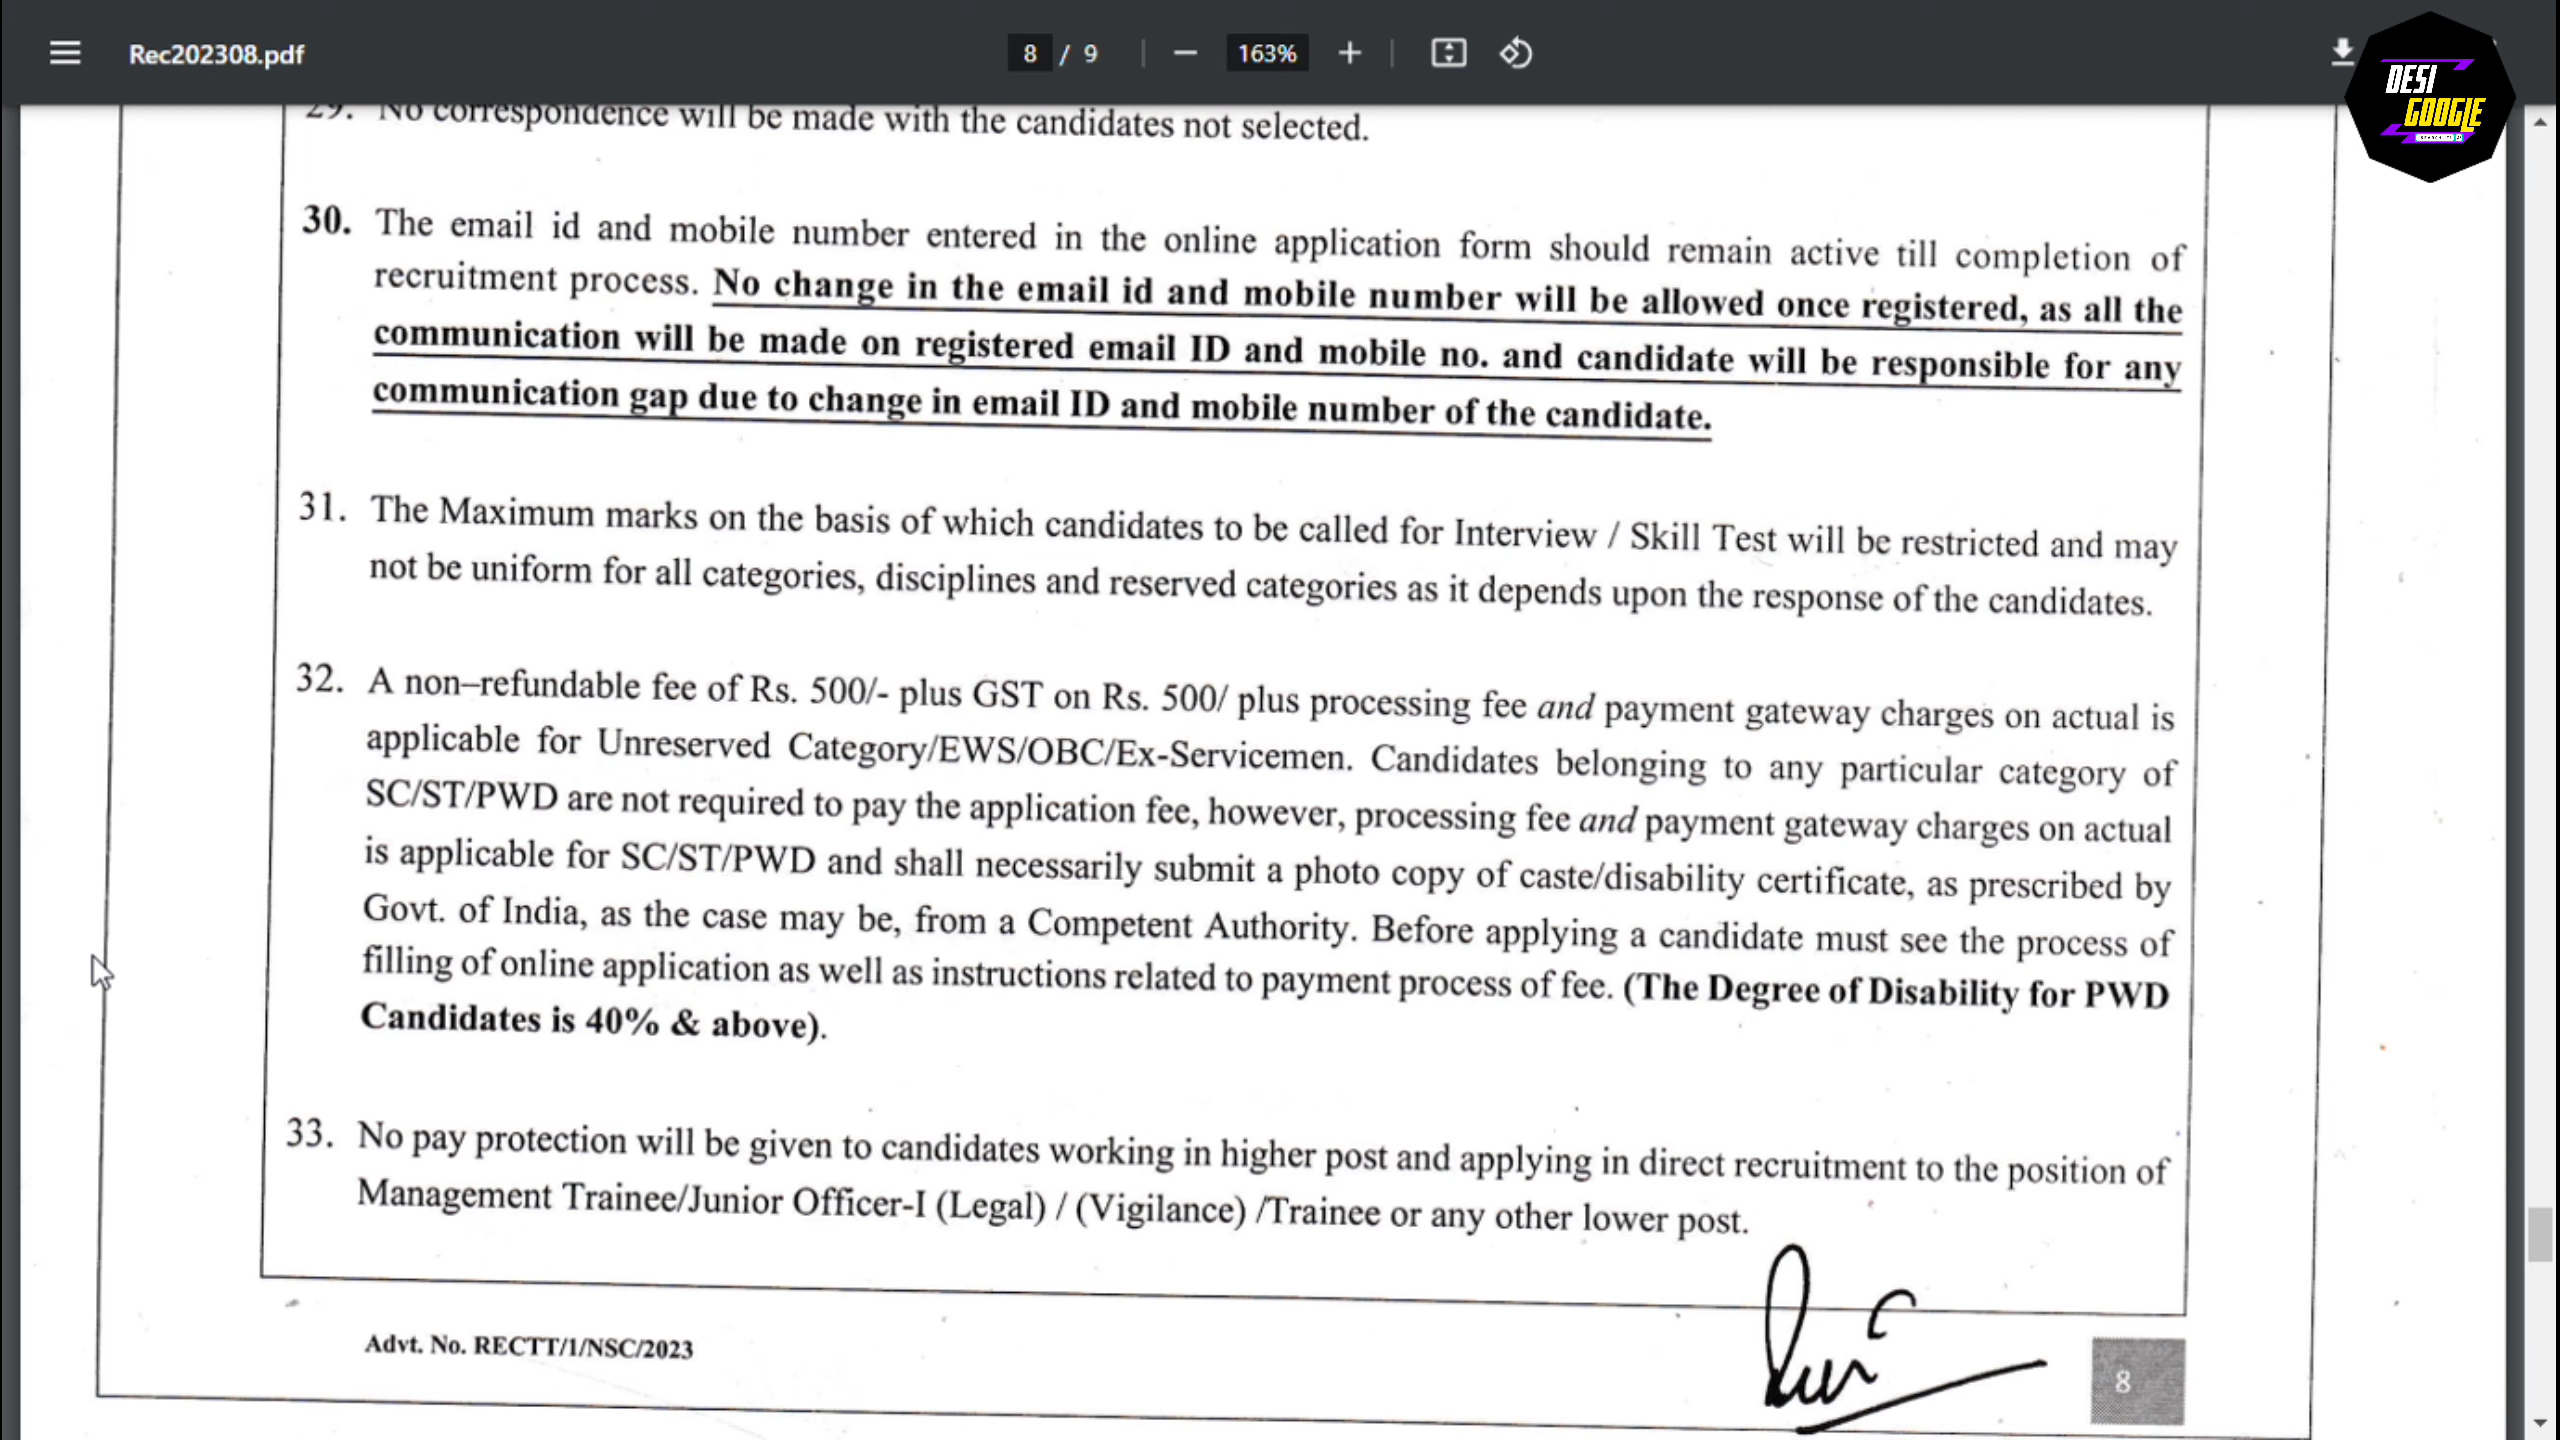 Rec202308.pdf
8 / 9
163%
DESI
GOOGLE
29. No correspondence will be made with the candidates not selected.
30. The email id and mobile number entered in the online application form should remain active till completion of
recruitment process. No change in the email id and mobile number will be allowed once registered, as all the
communication will be made on registered email ID and mobile no. and candidate will be responsible for any
communication gap due to change in email ID and mobile number of the candidate.
31. The Maximum marks on the basis of which candidates to be called for Interview / Skill Test will be restricted and may
not be uniform for all categories, disciplines and reserved categories as it depends upon the response of the candidates.
32. A non–refundable fee of Rs. 500/- plus GST on Rs. 500/ plus processing fee and payment gateway charges on actual is
applicable for Unreserved Category/EWS/OBC/Ex-Servicemen. Candidates belonging to any particular category of
SC/ST/PWD are not required to pay the application fee, however, processing fee and payment gateway charges on actual
is applicable for SC/ST/PWD and shall necessarily submit a photo copy of caste/disability certificate, as prescribed by
Govt. of India, as the case may be, from a Competent Authority. Before applying a candidate must see the process of
filling of online application as well as instructions related to payment process of fee. (The Degree of Disability for PWD
Candidates is 40% & above).
33. No pay protection will be given to candidates working in higher post and applying in direct recruitment to the position of
Management Trainee/Junior Officer-I (Legal) / (Vigilance) /Trainee or any other lower post.
Advt. No. RECTT/1/NSC/2023
8